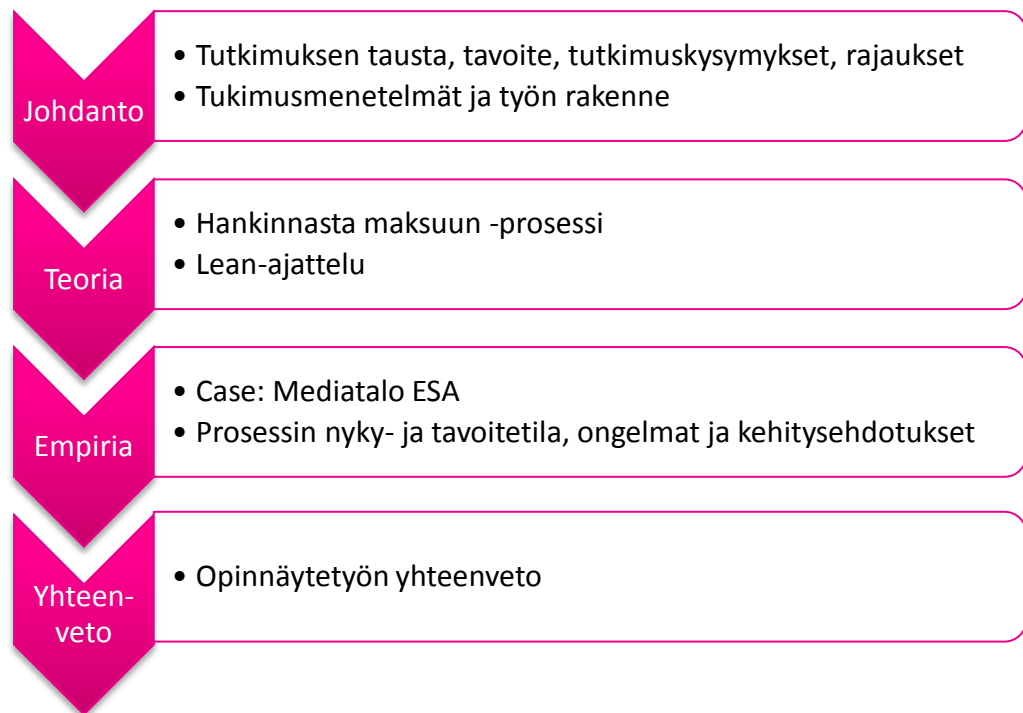 Johdanto
• Tutkimuksen tausta, tavoite, tutkimuskysymykset, rajaukset
• Tukimusmenetelmät ja työn rakenne
Teoria
• Hankinnasta maksuun -prosessi
• Lean-ajattelu
Empiria
• Case: Mediatalo ESA
• Prosessin nyky- ja tavoitetila, ongelmat ja kehitysehdotukset
Yhteen-
veto
• Opinnäytetyön yhteenveto